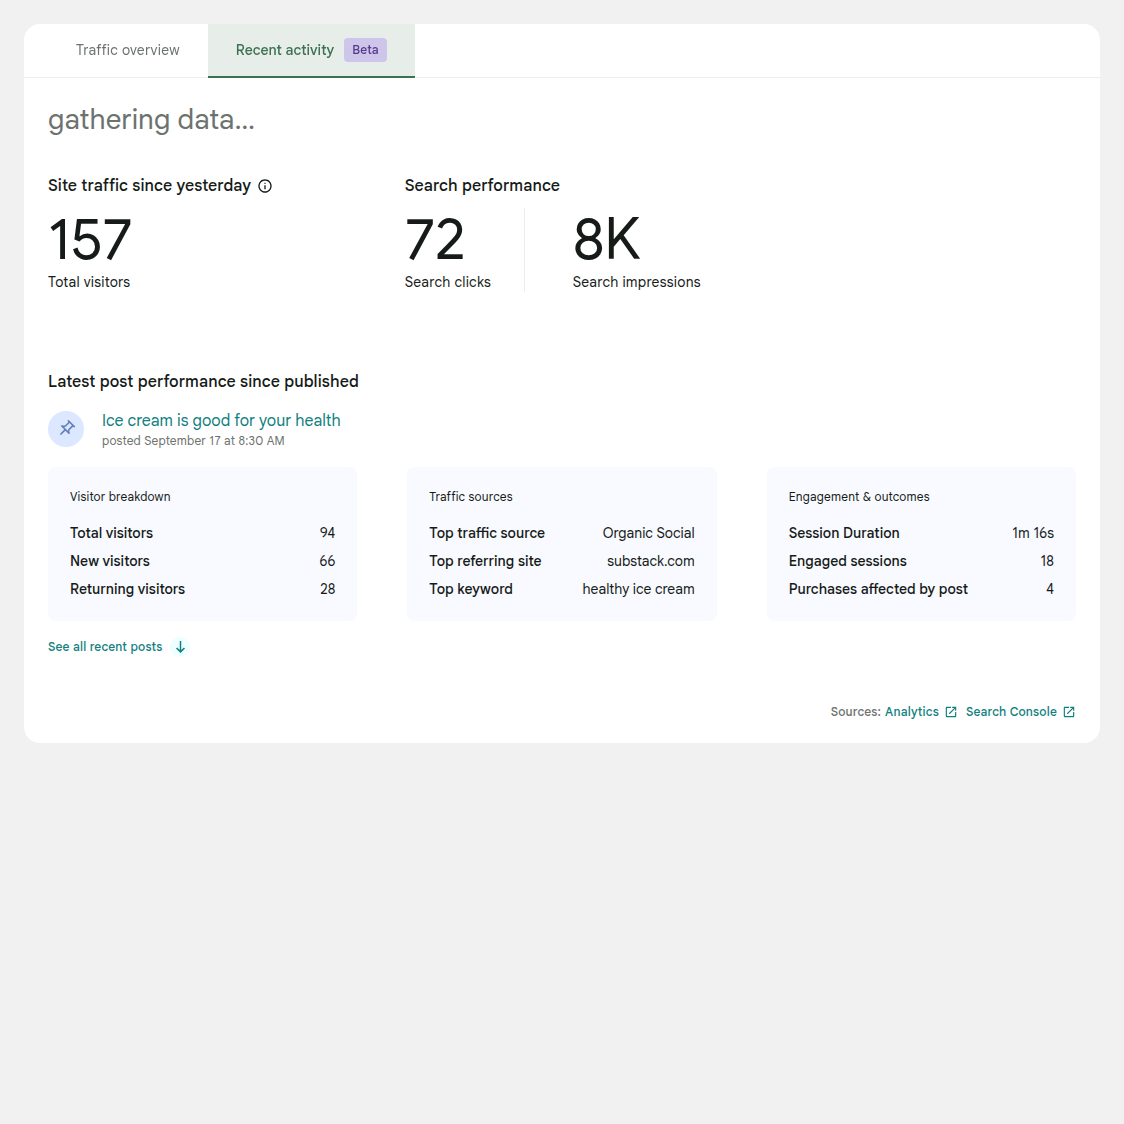 Traffic overview
Recent activity Beta
gathering data...
Site traffic since yesterday
157
Total visitors
Search performance
72
Search clicks
8K
Search impressions
Latest post performance since published
Ice cream is good for your health
posted September 17 at 8:30 AM
Visitor breakdown
Total visitors 94
New visitors 66
Returning visitors 28
Traffic sources
Top traffic source Organic Social
Top referring site substack.com
Top keyword healthy ice cream
Engagement & outcomes
Session Duration 1m 16s
Engaged sessions 18
Purchases affected by post 4
See all recent posts
Sources: Analytics Search Console